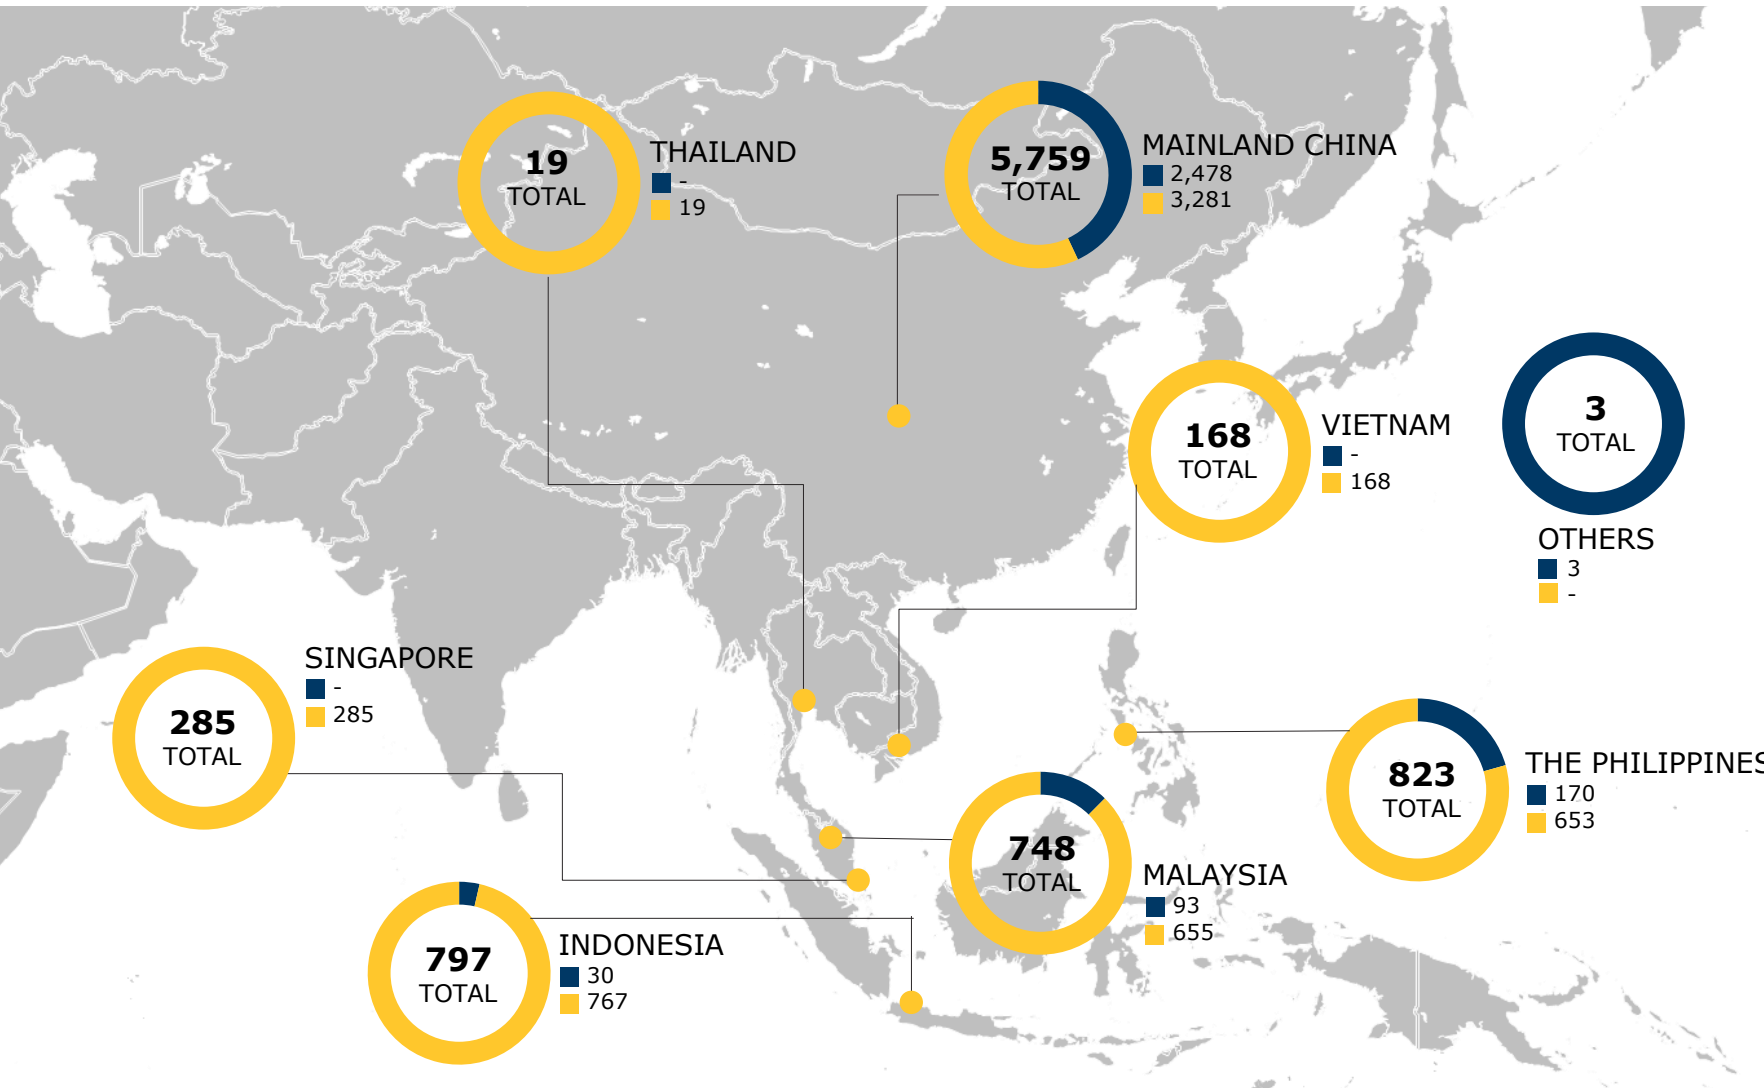 19
TOTAL
THAILAND
-
19
5,759
TOTAL
MAINLAND CHINA
2,478
3,281
168
TOTAL
VIETNAM
-
168
3
TOTAL
OTHERS
3
-
285
TOTAL
SINGAPORE
-
285
823
TOTAL
THE PHILIPPINES
170
653
748
TOTAL
MALAYSIA
93
655
797
TOTAL
INDONESIA
30
767